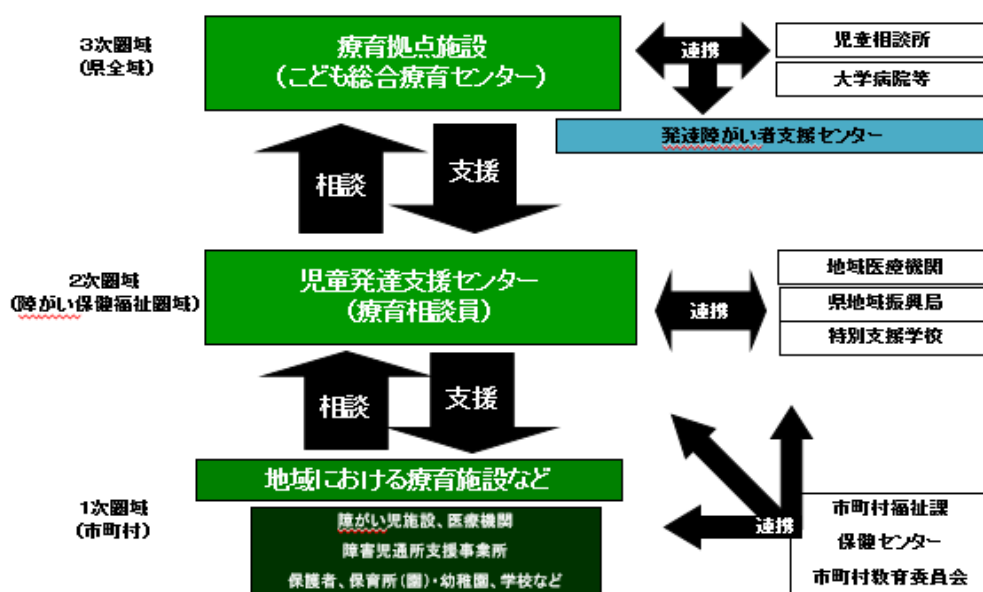 3次圏域
(県全域)
療育拠点施設
(こども総合療育センター)
連携
児童相談所
大学病院等
発達障がい者支援センター
相談
支援
2次圏域
(障がい保健福祉圏域)
児童発達支援センター
(療育相談員)
連携
地域医療機関
県地域振興局
特別支援学校
相談
支援
1次圏域
(市町村)
地域における療育施設など
障がい児施設、医療機関
障害児通所支援事業所
保護者、保育所(園)・幼稚園、学校など
連携
市町村福祉課
保健センター
市町村教育委員会